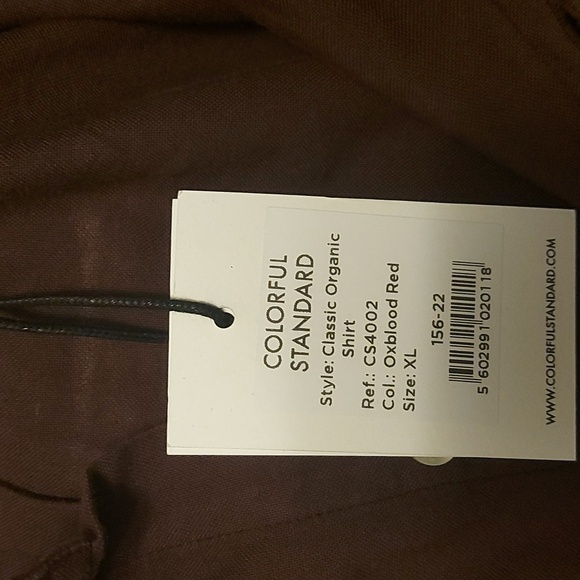 COLORFUL
STANDARD
Style: Classic Organic
Shirt
Ref.: CS4002
Col.: Oxblood Red
Size: XL
156-22
5 602991 020118
WWW.COLORFULSTANDARD.COM